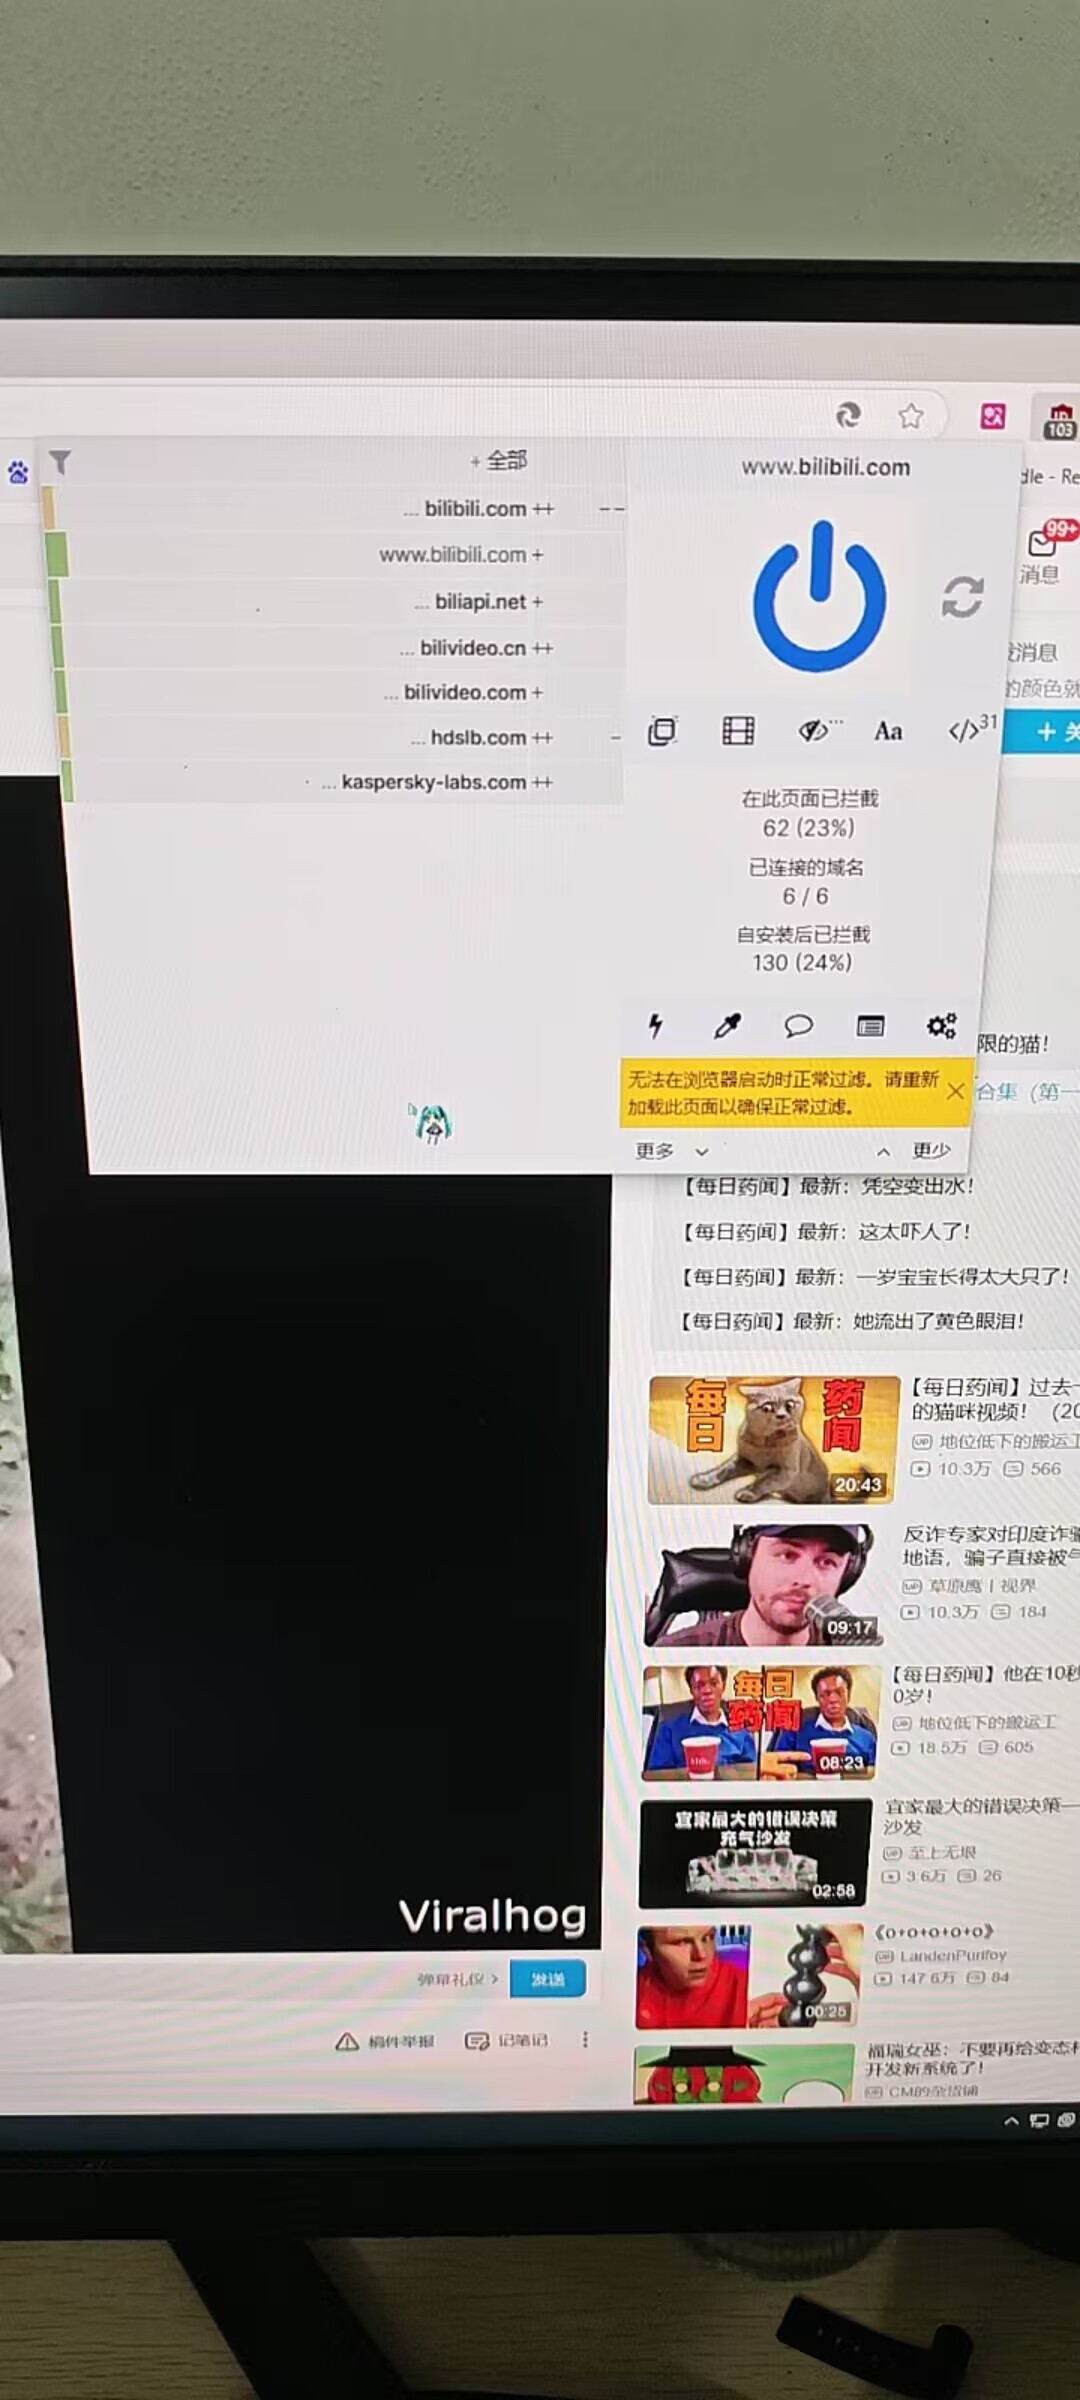 103
+ 全部
... bilibili.com ++ --
www.bilibili.com +
... biliapi.net +
... bilivideo.cn ++
... bilivideo.com +
... hdslb.com ++ -
... kaspersky-labs.com ++
www.bilibili.com
Aa
</>31
在此页面已拦截
62 (23%)
已连接的域名
6 / 6
自安装后已拦截
130 (24%)
无法在浏览器启动时正常过滤。请重新
加载此页面以确保正常过滤。
更多
更少
dle - Re
99+
消息
消息
的颜色就
+ 关
限的猫！
合集（第一
【每日药闻】最新：凭空变出水！
【每日药闻】最新：这太吓人了！
【每日药闻】最新：一岁宝宝长得太大只了！
【每日药闻】最新：她流出了黄色眼泪！
每日
药闻
20:43
【每日药闻】过去
的猫咪视频！（20
地位低下的搬运工
10.3万 566
09:17
反诈专家对印度诈骗
地语，骗子直接被气
草原鹰丨视界
10.3万 184
每日
药闻
08:23
【每日药闻】他在10秒
0岁！
地位低下的搬运工
18.5万 605
宜家最大的错误决策
充气沙发
02:58
宜家最大的错误决策—
沙发
至上无垠
3.6万 26
00:25
《o+o+o+o+o》
LandenPurifoy
147.6万 84
福瑞女巫：不要再给变态
开发新系统了！
Viralhog
弹幕礼仪 >
发送
稿件举报
记笔记